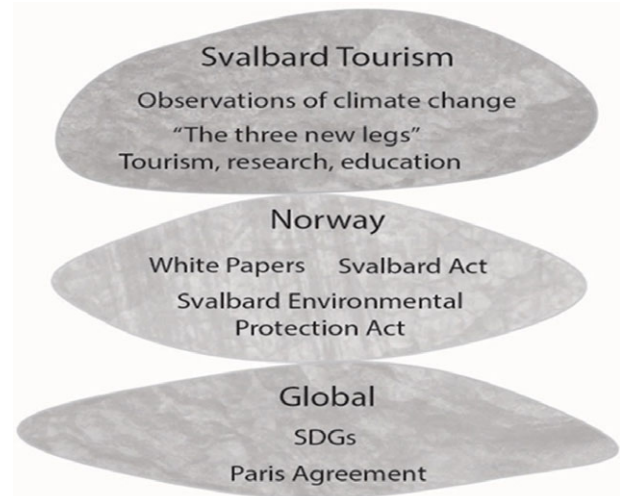 Svalbard Tourism
Observations of climate change
“The three new legs”
Tourism, research, education
Norway
White Papers Svalbard Act
Svalbard Environmental
Protection Act
Global
SDGs
Paris Agreement